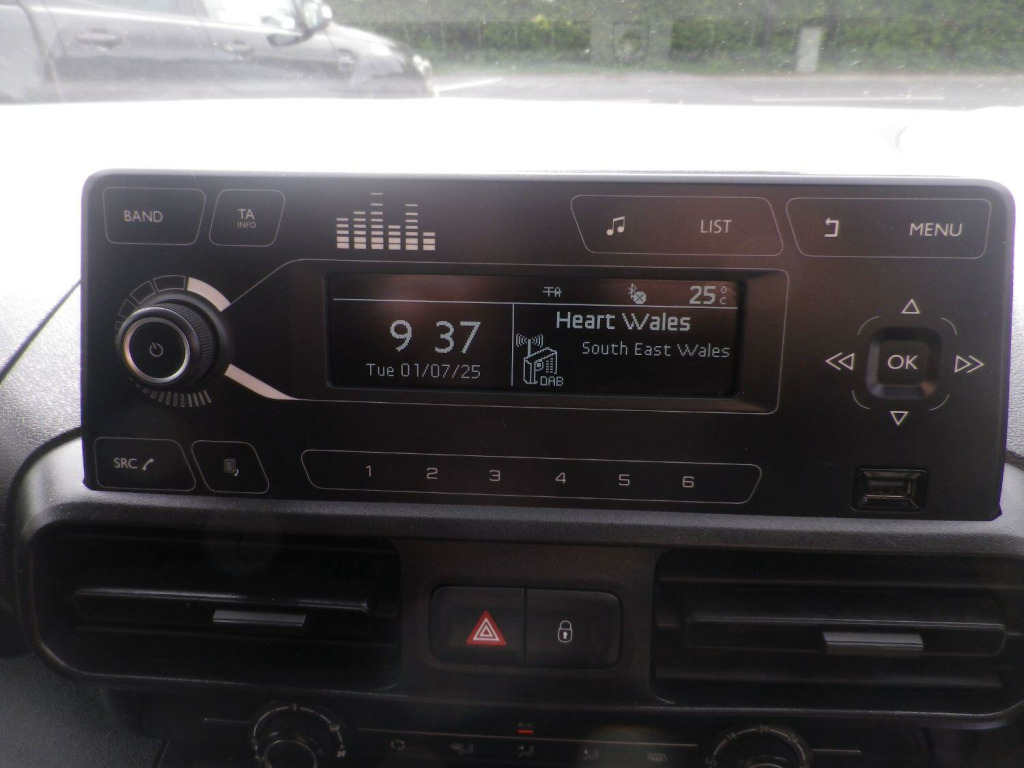 BAND
TA
INFO
LIST
MENU
TA
25°C
9 37
Heart Wales
South East Wales
Tue 01/07/25
DAB
OK
SRC
1 2 3 4 5 6